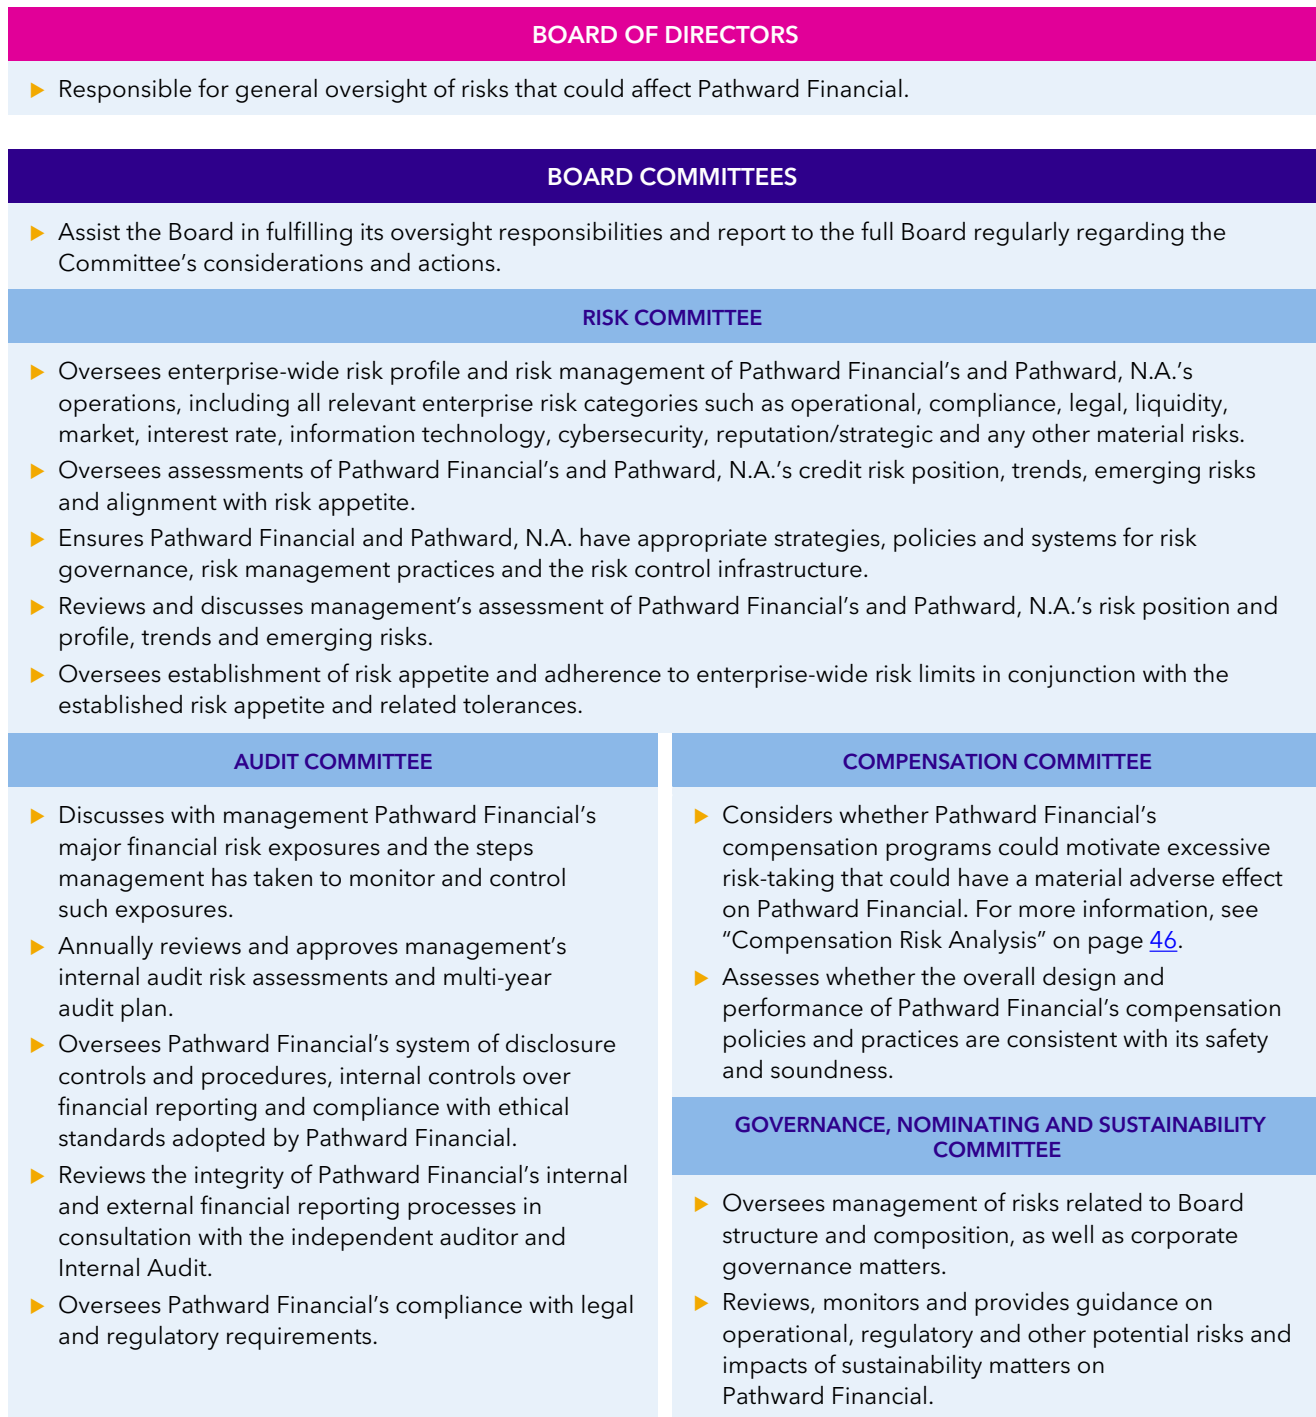 BOARD OF DIRECTORS
Responsible for general oversight of risks that could affect Pathward Financial.
BOARD COMMITTEES
Assist the Board in fulfilling its oversight responsibilities and report to the full Board regularly regarding the
Committee's considerations and actions.
RISK COMMITTEE
Oversees enterprise-wide risk profile and risk management of Pathward Financial's and Pathward, N.A.'s
operations, including all relevant enterprise risk categories such as operational, compliance, legal, liquidity,
market, interest rate, information technology, cybersecurity, reputation/strategic and any other material risks.
Oversees assessments of Pathward Financial's and Pathward, N.A.'s credit risk position, trends, emerging risks
and alignment with risk appetite.
Ensures Pathward Financial and Pathward, N.A. have appropriate strategies, policies and systems for risk
governance, risk management practices and the risk control infrastructure.
Reviews and discusses management's assessment of Pathward Financial's and Pathward, N.A.'s risk position and
profile, trends and emerging risks.
Oversees establishment of risk appetite and adherence to enterprise-wide risk limits in conjunction with the
established risk appetite and related tolerances.
AUDIT COMMITTEE
Discusses with management Pathward Financial's
major financial risk exposures and the steps
management has taken to monitor and control
such exposures.
Annually reviews and approves management's
internal audit risk assessments and multi-year
audit plan.
Oversees Pathward Financial's system of disclosure
controls and procedures, internal controls over
financial reporting and compliance with ethical
standards adopted by Pathward Financial.
Reviews the integrity of Pathward Financial's internal
and external financial reporting processes in
consultation with the independent auditor and
Internal Audit.
Oversees Pathward Financial's compliance with legal
and regulatory requirements.
COMPENSATION COMMITTEE
Considers whether Pathward Financial's
compensation programs could motivate excessive
risk-taking that could have a material adverse effect
on Pathward Financial. For more information, see
"Compensation Risk Analysis" on page 46.
Assesses whether the overall design and
performance of Pathward Financial's compensation
policies and practices are consistent with its safety
and soundness.
GOVERNANCE, NOMINATING AND SUSTAINABILITY
COMMITTEE
Oversees management of risks related to Board
structure and composition, as well as corporate
governance matters.
Reviews, monitors and provides guidance on
operational, regulatory and other potential risks and
impacts of sustainability matters on
Pathward Financial.